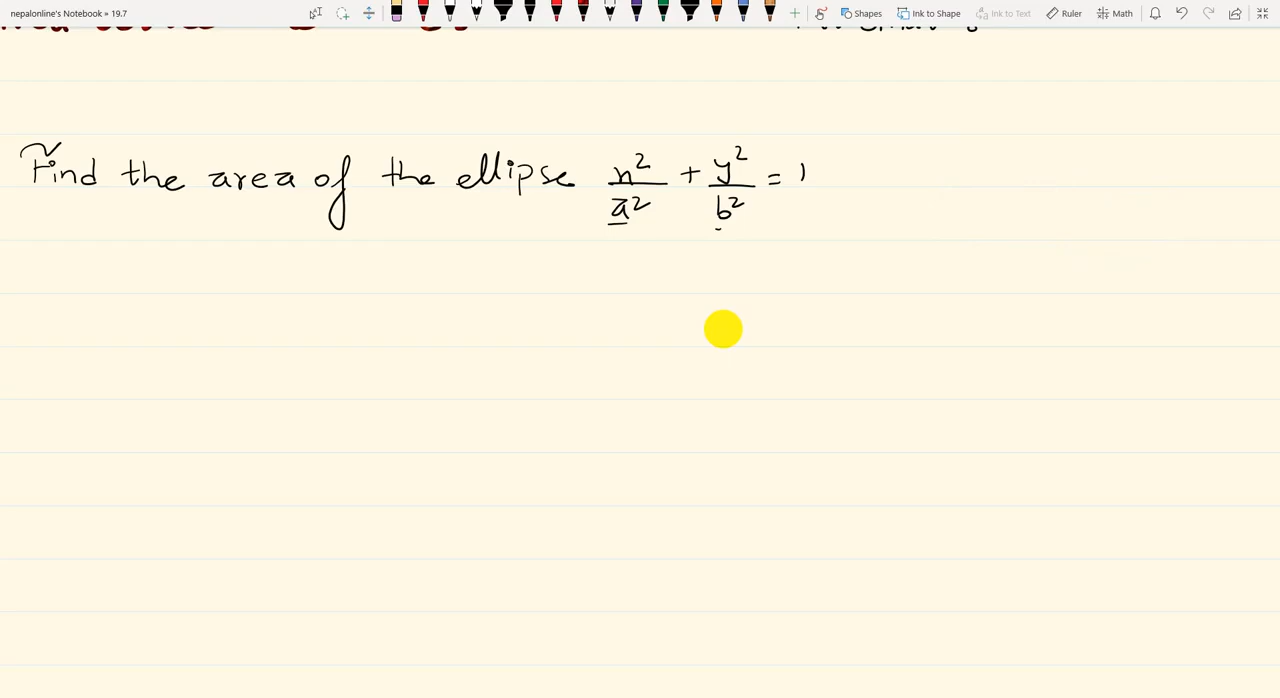 nepalonline's Notebook » 19.7
Shapes Ink to Shape Ink to Text Ruler Math
Find the area of the ellipse x²/a² + y²/b² = 1